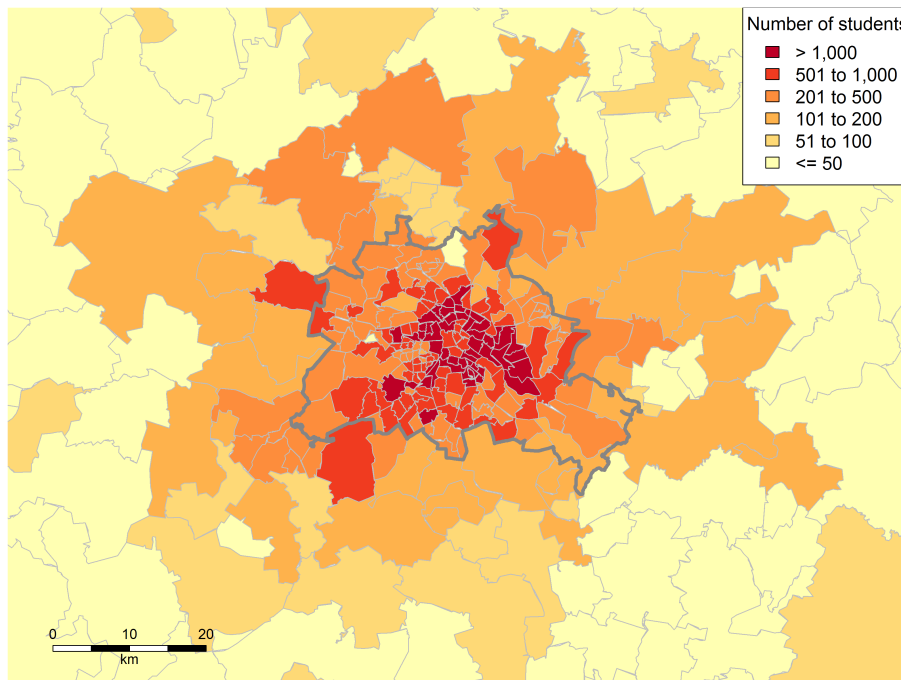 Number of students
> 1,000
501 to 1,000
201 to 500
101 to 200
51 to 100
<= 50
0 10 20
km